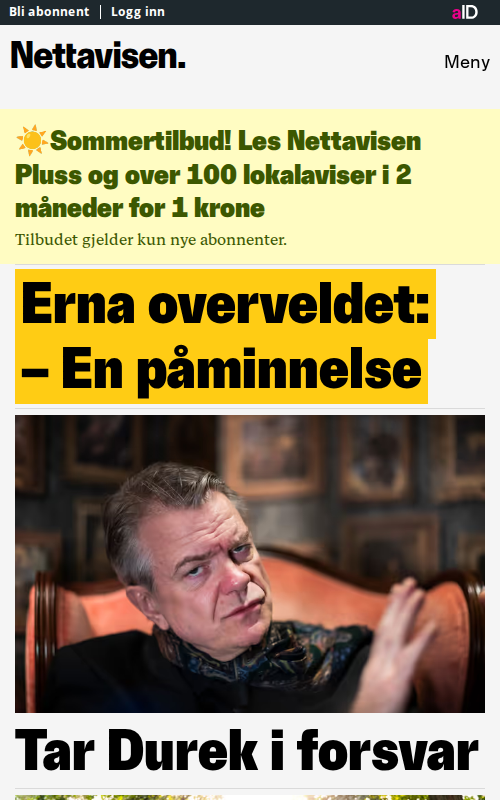 Bli abonnent | Logg inn aID
Nettavisen.
Meny
☀️Sommertilbud! Les Nettavisen
Pluss og over 100 lokalaviser i 2
måneder for 1 krone
Tilbudet gjelder kun nye abonnenter.
Erna overveldet:
– En påminnelse
Tar Durek i forsvar